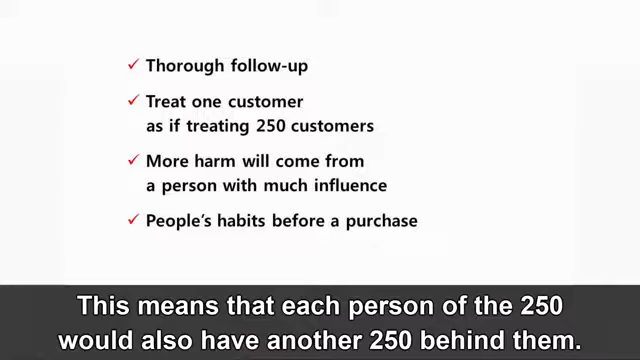 ✓ Thorough follow-up
✓ Treat one customer
as if treating 250 customers
✓ More harm will come from
a person with much influence
✓ People's habits before a purchase
This means that each person of the 250
would also have another 250 behind them.